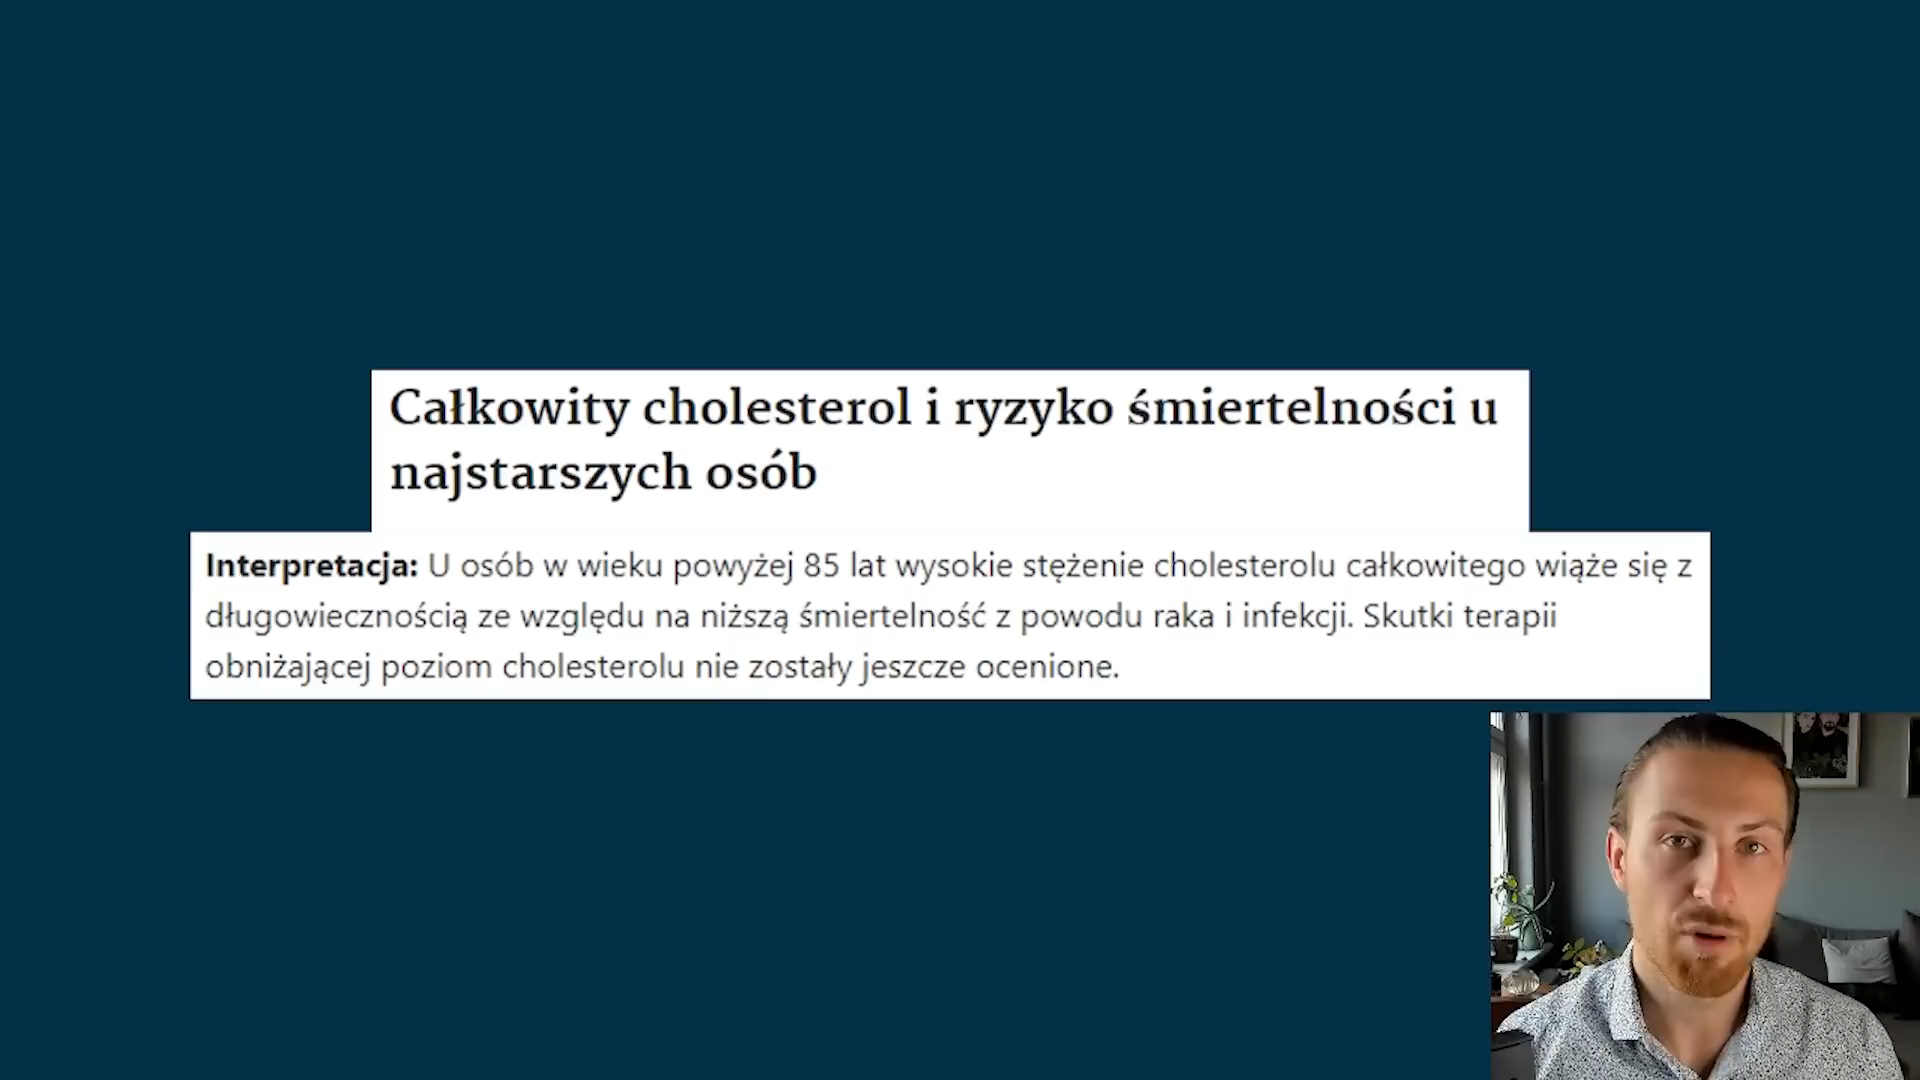 Całkowity cholesterol i ryzyko śmiertelności u
najstarszych osób
Interpretacja: U osób w wieku powyżej 85 lat wysokie stężenie cholesterolu całkowitego wiąże się z
długowiecznością ze względu na niższą śmiertelność z powodu raka i infekcji. Skutki terapii
obniżającej poziom cholesterolu nie zostały jeszcze ocenione.